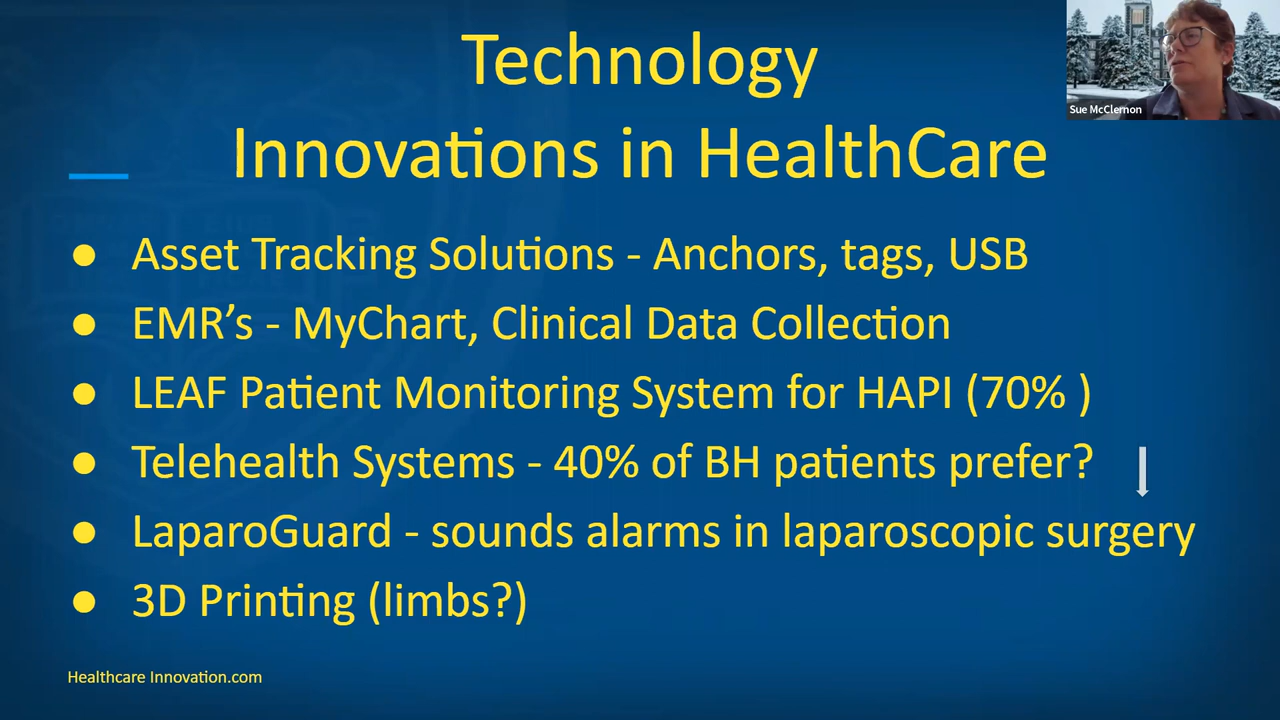 Technology
Innovations in HealthCare
Sue McClernon
● Asset Tracking Solutions - Anchors, tags, USB
● EMR’s - MyChart, Clinical Data Collection
● LEAF Patient Monitoring System for HAPI (70% )
● Telehealth Systems - 40% of BH patients prefer?
● LaparoGuard - sounds alarms in laparoscopic surgery
● 3D Printing (limbs?)
Healthcare Innovation.com